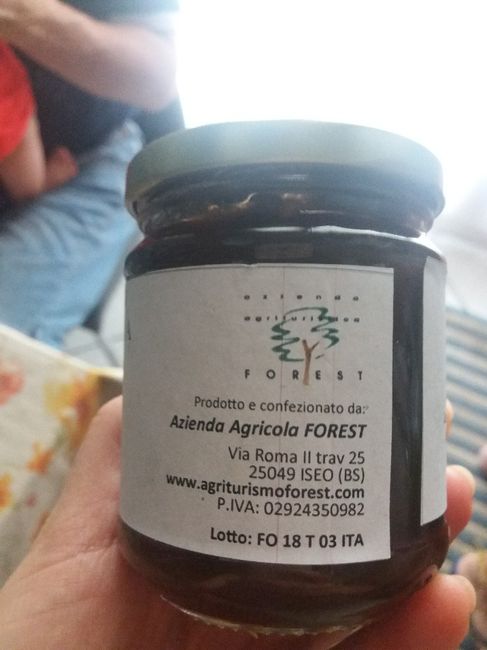 azienda
agrituristica
FOREST
Prodotto e confezionato da:
Azienda Agricola FOREST
Via Roma II trav 25
25049 ISEO (BS)
www.agriturismoforest.com
P.IVA: 02924350982
Lotto: FO 18 T 03 ITA
A